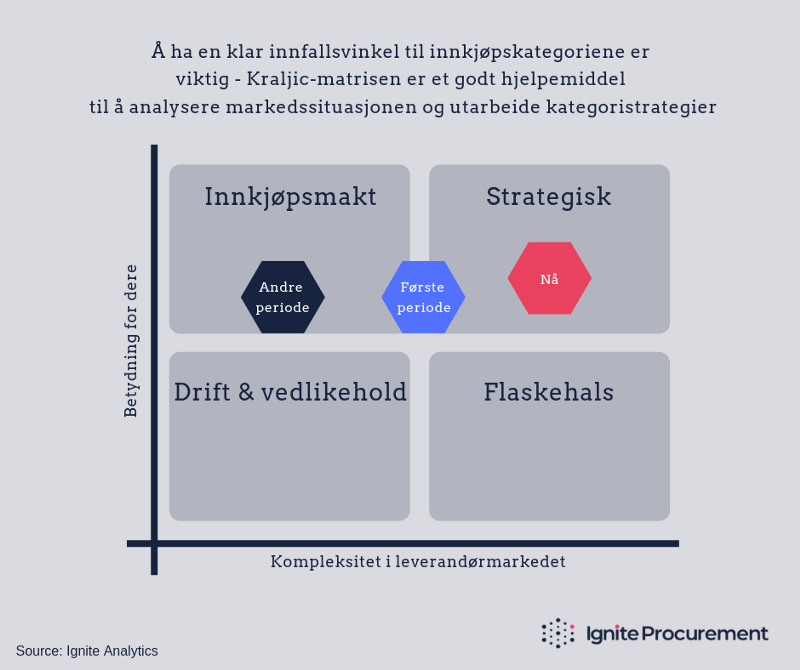 Å ha en klar innfallsvinkel til innkjøpskategoriene er
viktig - Kraljic-matrisen er et godt hjelpemiddel
til å analysere markedssituasjonen og utarbeide kategoristrategier
Innkjøpsmakt
Strategisk
Andre
periode
Første
periode
Nå
Betydning for dere
Drift & vedlikehold
Flaskehals
Kompleksitet i leverandørmarkedet
Ignite Procurement
Source: Ignite Analytics